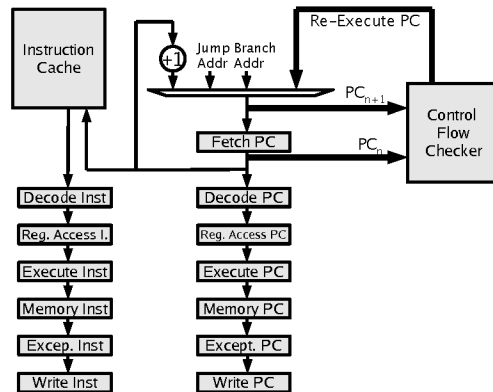 Instruction
Cache
+1
Jump Branch
Addr Addr
Re-Execute PC
PCn+1
Control
Flow
Checker
Fetch PC
PCn
Decode Inst
Decode PC
Reg. Access I.
Reg. Access PC
Execute Inst
Execute PC
Memory Inst
Memory PC
Excep. Inst
Except. PC
Write Inst
Write PC